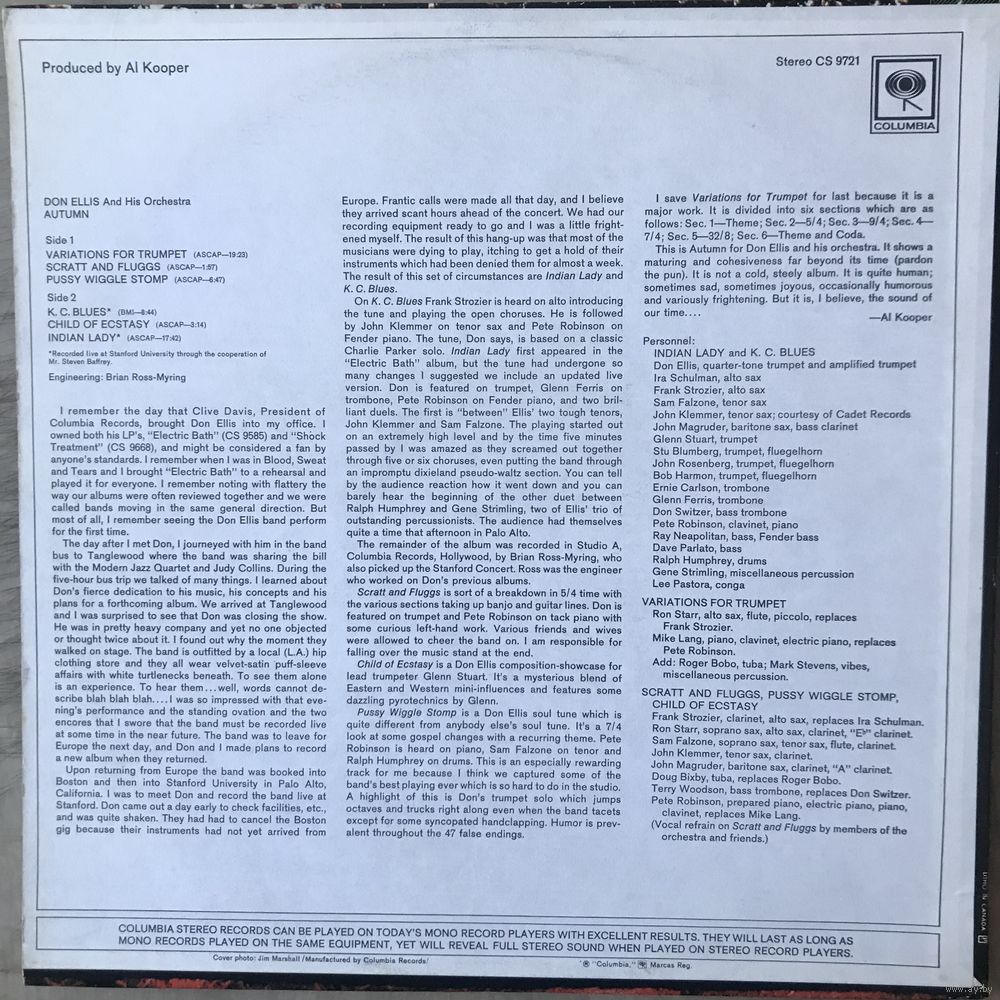 Produced by Al Kooper
Stereo CS 9721
COLUMBIA
DON ELLIS And His Orchestra
AUTUMN
Side 1
VARIATIONS FOR TRUMPET (ASCAP—19:23)
SCRATT AND FLUGGS (ASCAP—1:57)
PUSSY WIGGLE STOMP (ASCAP—6:47)
Side 2
K. C. BLUES* (BMI—8:44)
CHILD OF ECSTASY (ASCAP—3:14)
INDIAN LADY* (ASCAP—17:42)
*Recorded live at Stanford University through the cooperation of
Mr. Steven Baffrey.
Engineering: Brian Ross-Myring
I remember the day that Clive Davis, President of
Columbia Records, brought Don Ellis into my office. I
owned both his LP's, "Electric Bath" (CS 9585) and "Shock
Treatment" (CS 9668), and might be considered a fan by
anyone's standards. I remember when I was in Blood, Sweat
and Tears and I brought "Electric Bath" to a rehearsal and
played it for everyone. I remember noting with flattery the
way our albums were often reviewed together and we were
called bands moving in the same general direction. But
most of all, I remember seeing the Don Ellis band perform
for the first time.
The day after I met Don, I journeyed with him in the band
bus to Tanglewood where the band was sharing the bill
with the Modern Jazz Quartet and Judy Collins. During the
five-hour bus trip we talked of many things. I learned about
Don's fierce dedication to his music, his concepts and his
plans for a forthcoming album. We arrived at Tanglewood
and I was surprised to see that Don was closing the show.
He was in pretty heavy company and yet no one objected
or thought twice about it. I found out why the moment they
walked on stage. The band is outfitted by a local (L.A.) hip
clothing store and they all wear velvet-satin puff-sleeve
affairs with white turtlenecks beneath. To see them alone
is an experience. To hear them...well, words cannot de-
scribe blah blah blah....I was so impressed with that eve-
ning's performance and the standing ovation and the two
encores that I swore that the band must be recorded live
at some time in the near future. The band was to leave for
Europe the next day, and Don and I made plans to record
a new album when they returned.
Upon returning from Europe the band was booked into
Boston and then into Stanford University in Palo Alto,
California. I was to meet Don and record the band live at
Stanford. Don came out a day early to check facilities, etc.,
and was quite shaken. They had had to cancel the Boston
gig because their instruments had not yet arrived from
Europe. Frantic calls were made all that day, and I believe
they arrived scant hours ahead of the concert. We had our
recording equipment ready to go and I was a little fright-
ened myself. The result of this hang-up was that most of the
musicians were dying to play, itching to get a hold of their
instruments which had been denied them for almost a week.
The result of this set of circumstances are Indian Lady and
K. C. Blues.
On K. C. Blues Frank Strozier is heard on alto introducing
the tune and playing the open choruses. He is followed
by John Klemmer on tenor sax and Pete Robinson on
Fender piano. The tune, Don says, is based on a classic
Charlie Parker solo. Indian Lady first appeared in the
"Electric Bath" album, but the tune had undergone so
many changes I suggested we include an updated live
version. Don is featured on trumpet, Glenn Ferris on
trombone, Pete Robinson on Fender piano, and two bril-
liant duels. The first is "between" Ellis' two tough tenors,
John Klemmer and Sam Falzone. The playing started out
on an extremely high level and by the time five minutes
passed by I was amazed as they screamed out together
through five or six choruses, even putting the band through
an impromptu dixieland pseudo-waltz section. You can tell
by the audience reaction how it went down and you can
barely hear the beginning of the other duet between
Ralph Humphrey and Gene Strimling, two of Ellis' trio of
outstanding percussionists. The audience had themselves
quite a time that afternoon in Palo Alto.
The remainder of the album was recorded in Studio A,
Columbia Records, Hollywood, by Brian Ross-Myring, who
also picked up the Stanford Concert. Ross was the engineer
who worked on Don's previous albums.
Scratt and Fluggs is sort of a breakdown in 5/4 time with
the various sections taking up banjo and guitar lines. Don is
featured on trumpet and Pete Robinson on tack piano with
some curious left-hand work. Various friends and wives
were allowed to cheer the band on. I am responsible for
falling over the music stand at the end.
Child of Ecstasy is a Don Ellis composition-showcase for
lead trumpeter Glenn Stuart. It's a mysterious blend of
Eastern and Western mini-influences and features some
dazzling pyrotechnics by Glenn.
Pussy Wiggle Stomp is a Don Ellis soul tune which is
quite different from anybody else's soul tune. It's a 7/4
look at some gospel changes with a recurring theme. Pete
Robinson is heard on piano, Sam Falzone on tenor and
Ralph Humphrey on drums. This is an especially rewarding
track for me because I think we captured some of the
band's best playing ever which is so hard to do in the studio.
A highlight of this is Don's trumpet solo which jumps
octaves and trucks right along even when the band tacets
except for some syncopated handclapping. Humor is prev-
alent throughout the 47 false endings.
I save Variations for Trumpet for last because it is a
major work. It is divided into six sections which are as
follows: Sec. 1—Theme; Sec. 2—5/4; Sec. 3—9/4; Sec. 4—
7/4; Sec. 5—32/8; Sec. 6—Theme and Coda.
This is Autumn for Don Ellis and his orchestra. It shows a
maturing and cohesiveness far beyond its time (pardon
the pun). It is not a cold, steely album. It is quite human;
sometimes sad, sometimes joyous, occasionally humorous
and variously frightening. But it is, I believe, the sound of
our time....
—Al Kooper
Personnel:
INDIAN LADY and K. C. BLUES
Don Ellis, quarter-tone trumpet and amplified trumpet
Ira Schulman, alto sax
Frank Strozier, alto sax
Sam Falzone, tenor sax
John Klemmer, tenor sax; courtesy of Cadet Records
John Magruder, baritone sax, bass clarinet
Glenn Stuart, trumpet
Stu Blumberg, trumpet, fluegelhorn
John Rosenberg, trumpet, fluegelhorn
Bob Harmon, trumpet, fluegelhorn
Ernie Carlson, trombone
Glenn Ferris, trombone
Don Switzer, bass trombone
Pete Robinson, clavinet, piano
Ray Neapolitan, bass, Fender bass
Dave Parlato, bass
Ralph Humphrey, drums
Gene Strimling, miscellaneous percussion
Lee Pastora, conga
VARIATIONS FOR TRUMPET
Ron Starr, alto sax, flute, piccolo, replaces
Frank Strozier.
Mike Lang, piano, clavinet, electric piano, replaces
Pete Robinson.
Add: Roger Bobo, tuba; Mark Stevens, vibes,
miscellaneous percussion.
SCRATT AND FLUGGS, PUSSY WIGGLE STOMP,
CHILD OF ECSTASY
Frank Strozier, clarinet, alto sax, replaces Ira Schulman.
Ron Starr, soprano sax, alto sax, clarinet, "Eb" clarinet.
Sam Falzone, soprano sax, tenor sax, flute, clarinet.
John Klemmer, tenor sax, clarinet.
John Magruder, baritone sax, clarinet, "A" clarinet.
Doug Bixby, tuba, replaces Roger Bobo.
Terry Woodson, bass trombone, replaces Don Switzer.
Pete Robinson, prepared piano, electric piano, piano,
clavinet, replaces Mike Lang.
(Vocal refrain on Scratt and Fluggs by members of the
orchestra and friends.)
COLUMBIA STEREO RECORDS CAN BE PLAYED ON TODAY'S MONO RECORD PLAYERS WITH EXCELLENT RESULTS. THEY WILL LAST AS LONG AS
MONO RECORDS PLAYED ON THE SAME EQUIPMENT, YET WILL REVEAL FULL STEREO SOUND WHEN PLAYED ON STEREO RECORD PLAYERS.
Cover photo: Jim Marshall/Manufactured by Columbia Records/
® "Columbia," Marcas Reg.
CANADA
www.ay.by